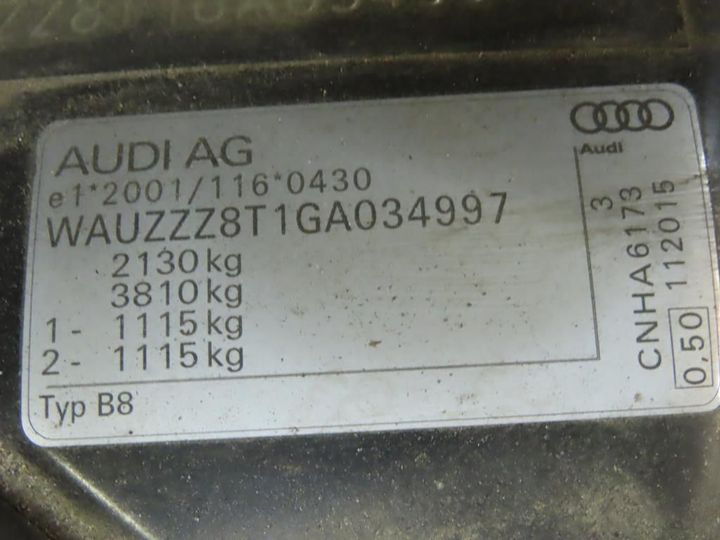 AUDI AG
Audi
e1*2001/116*0430
WAUZZZ8T1GA034997
2130 kg
3810 kg
1 - 1115 kg
2 - 1115 kg
Typ B8
CNHA6173
3
112015
0,50